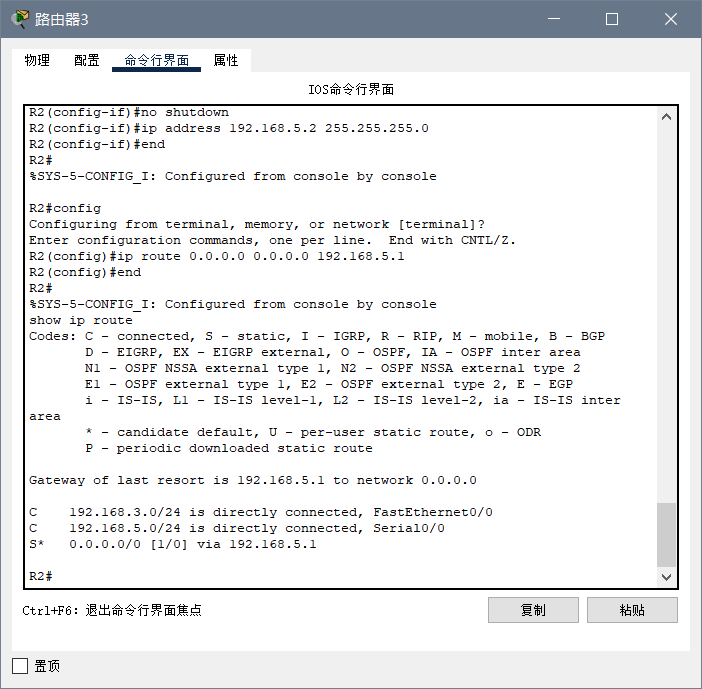 路由器3
物理 配置 命令行界面 属性
IOS命令行界面
R2(config-if)#no shutdown
R2(config-if)#ip address 192.168.5.2 255.255.255.0
R2(config-if)#end
R2#
%SYS-5-CONFIG_I: Configured from console by console
R2#config
Configuring from terminal, memory, or network [terminal]?
Enter configuration commands, one per line.  End with CNTL/Z.
R2(config)#ip route 0.0.0.0 0.0.0.0 192.168.5.1
R2(config)#end
R2#
%SYS-5-CONFIG_I: Configured from console by console
show ip route
Codes: C - connected, S - static, I - IGRP, R - RIP, M - mobile, B - BGP
       D - EIGRP, EX - EIGRP external, O - OSPF, IA - OSPF inter area
       N1 - OSPF NSSA external type 1, N2 - OSPF NSSA external type 2
       E1 - OSPF external type 1, E2 - OSPF external type 2, E - EGP
       i - IS-IS, L1 - IS-IS level-1, L2 - IS-IS level-2, ia - IS-IS inter
area
       * - candidate default, U - per-user static route, o - ODR
       P - periodic downloaded static route
Gateway of last resort is 192.168.5.1 to network 0.0.0.0
C    192.168.3.0/24 is directly connected, FastEthernet0/0
C    192.168.5.0/24 is directly connected, Serial0/0
S*   0.0.0.0/0 [1/0] via 192.168.5.1
R2#
Ctrl+F6: 退出命令行界面焦点 复制 粘贴
置顶